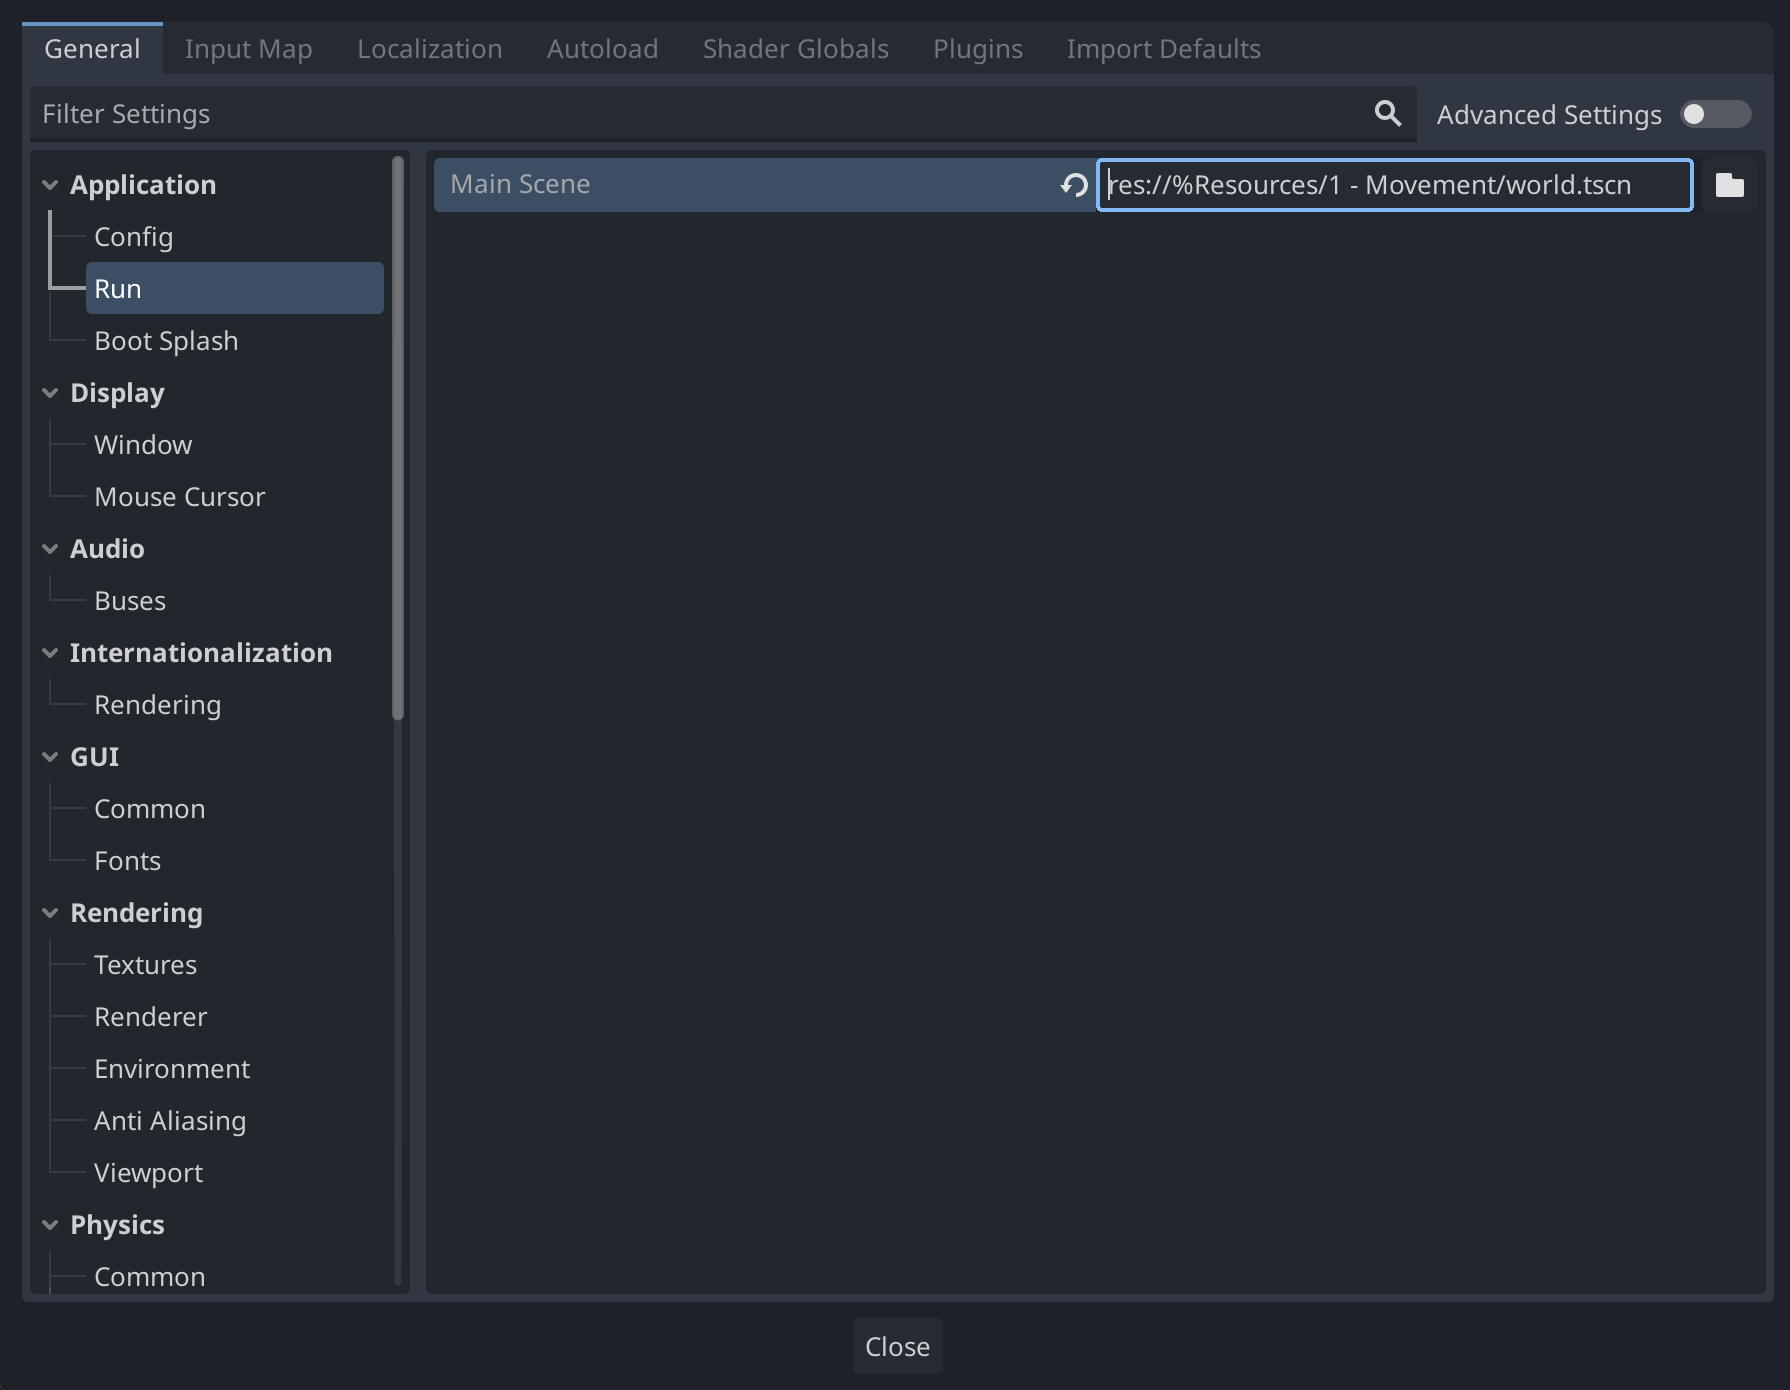 General Input Map Localization Autoload Shader Globals Plugins Import Defaults
Filter Settings
Advanced Settings
Application
Config
Run
Boot Splash
Display
Window
Mouse Cursor
Audio
Buses
Internationalization
Rendering
GUI
Common
Fonts
Rendering
Textures
Renderer
Environment
Anti Aliasing
Viewport
Physics
Common
Main Scene
res://%Resources/1 - Movement/world.tscn
Close